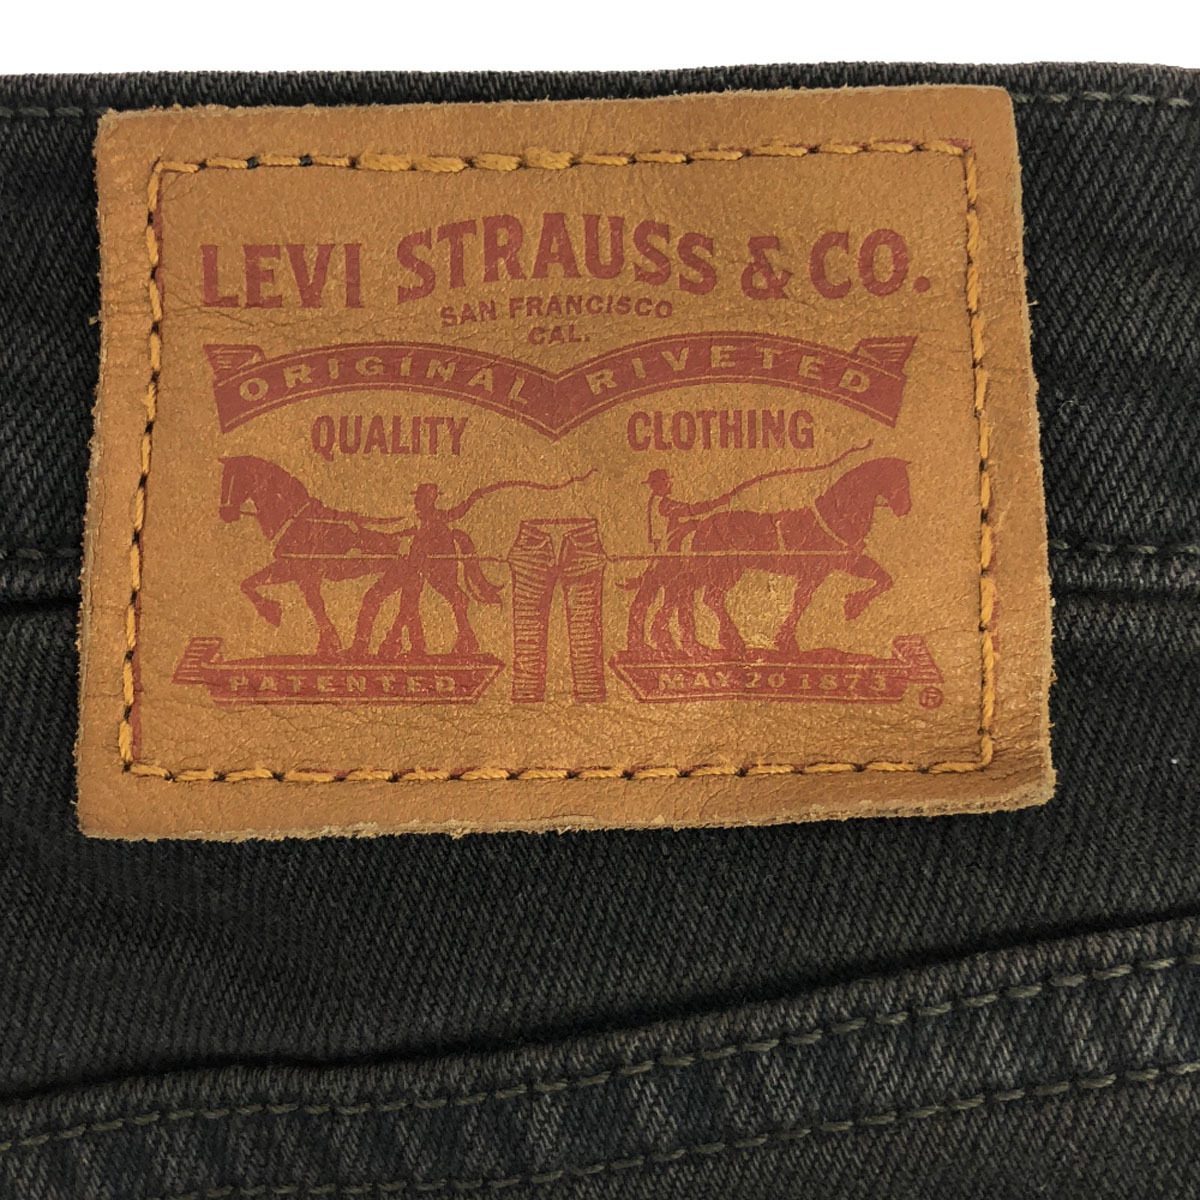 LEVI STRAUSS & CO.
SAN FRANCISCO
CAL.
ORIGINAL RIVETED
QUALITY CLOTHING
PATENTED MAY 20 1873 ®